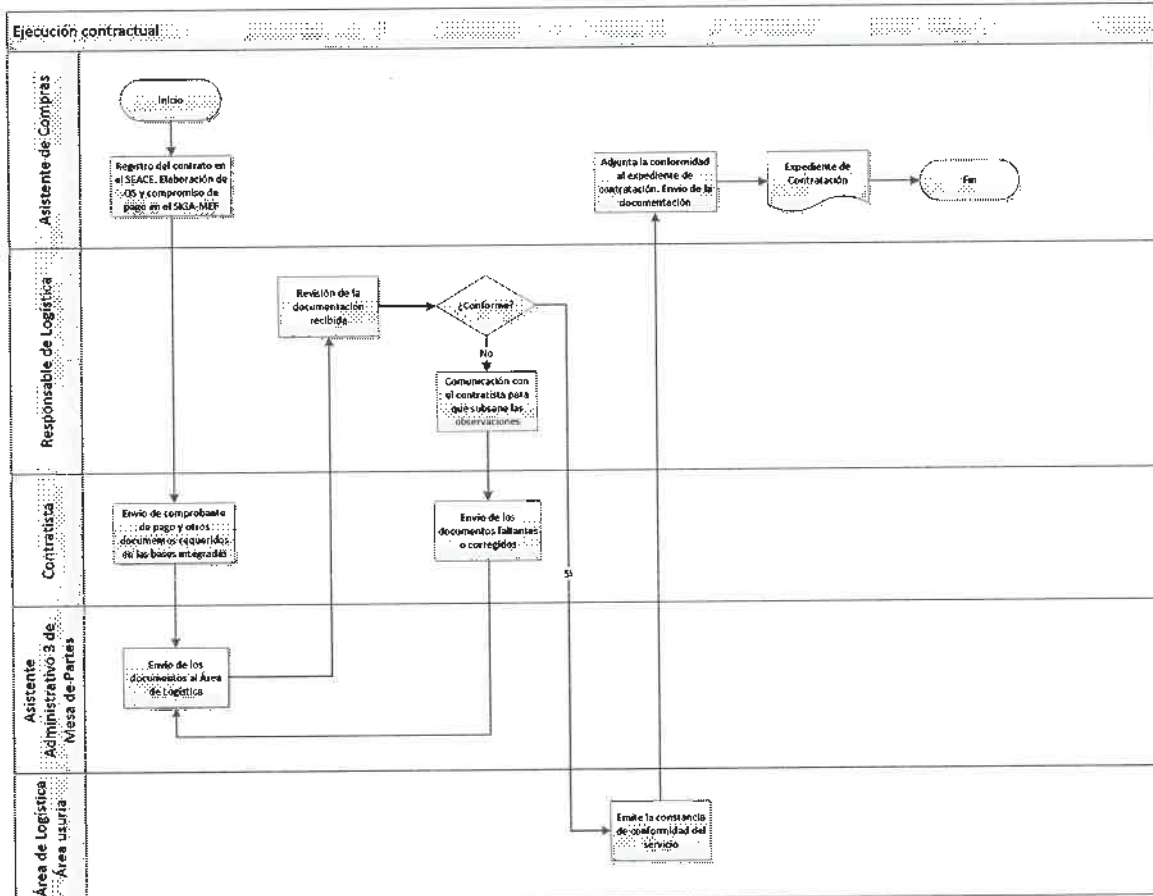 Ejecución contractual
Asistente de Compras
Inicio
Registro del contrato en
el SEACE. Elaboración de
OS y compromiso de
pago en el SIGA-MEF
Adjunta la conformidad
al expediente de
contratación. Envío de la
documentación
Expediente de
Contratación
Fin
Responsable de Logística
Revisión de la
documentación
recibida
¿Conforme?
No
Comunicación con
el contratista para
que subsane las
observaciones
Contratista
Envío de comprobante
de pago y otros
documentos requeridos
en las bases integradas
Envío de los
documentos faltantes
o corregidos
Si
Asistente
Administrativo 3 de
Mesa de Partes
Envío de los
documentos al Área
de Logística
Área de Logística
Área usuria
Emite la constancia
de conformidad del
servicio